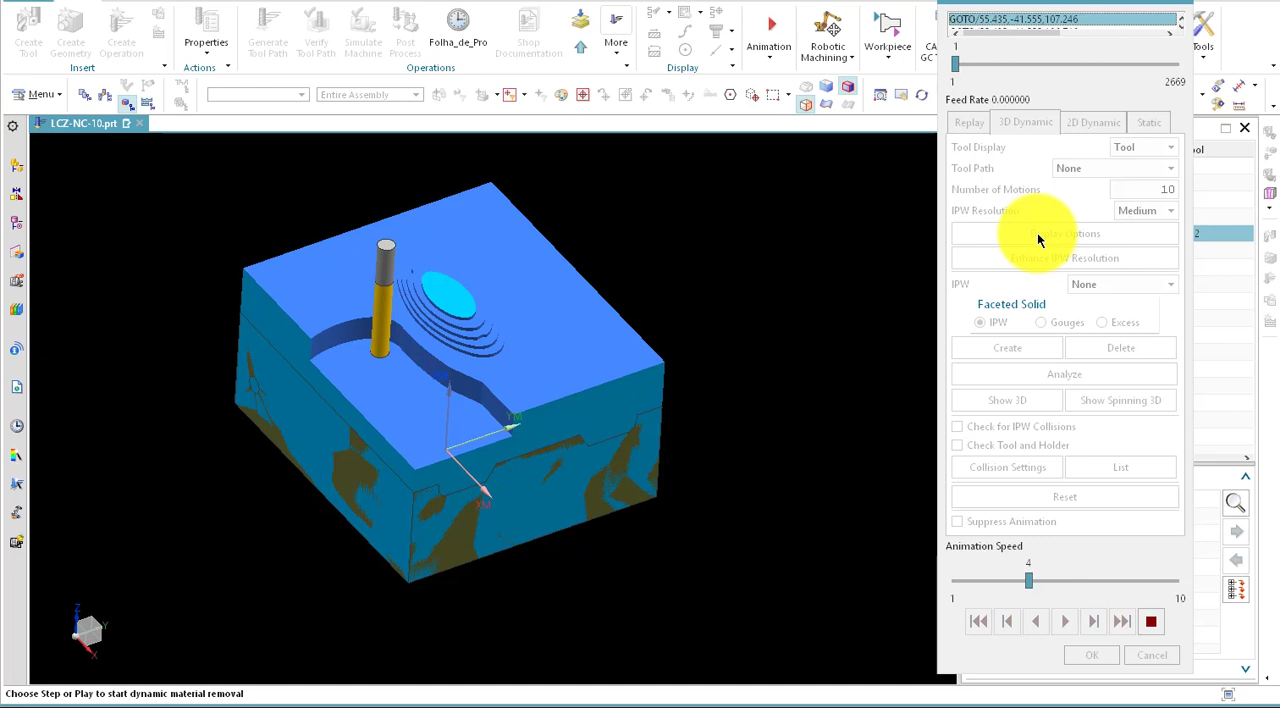 GOTO/55.435,-41.555,107.246
Create Tool
Create Geometry
Create Operation
Properties
Generate Tool Path
Verify Tool Path
Simulate Machine
Post Process
Folha_de_Pro
Shop Documentation
More
Animation
Robotic Machining
Workpiece
Tools
Insert
Actions
Operations
Display
1
1 2669
Menu
Entire Assembly
Feed Rate 0.000000
LCZ-NC-10.prt
Replay 3D Dynamic 2D Dynamic Static
Tool Display Tool
Tool Path None
Number of Motions 10
IPW Resolution Medium
Display Options
Enhance IPW Resolution
IPW None
Faceted Solid
IPW Gouges Excess
Create Delete
Analyze
Show 3D Show Spinning 3D
Check for IPW Collisions
Check Tool and Holder
Collision Settings List
Reset
Suppress Animation
Animation Speed
4
1 10
OK Cancel
YM
XM
Z
Y
X
Choose Step or Play to start dynamic material removal